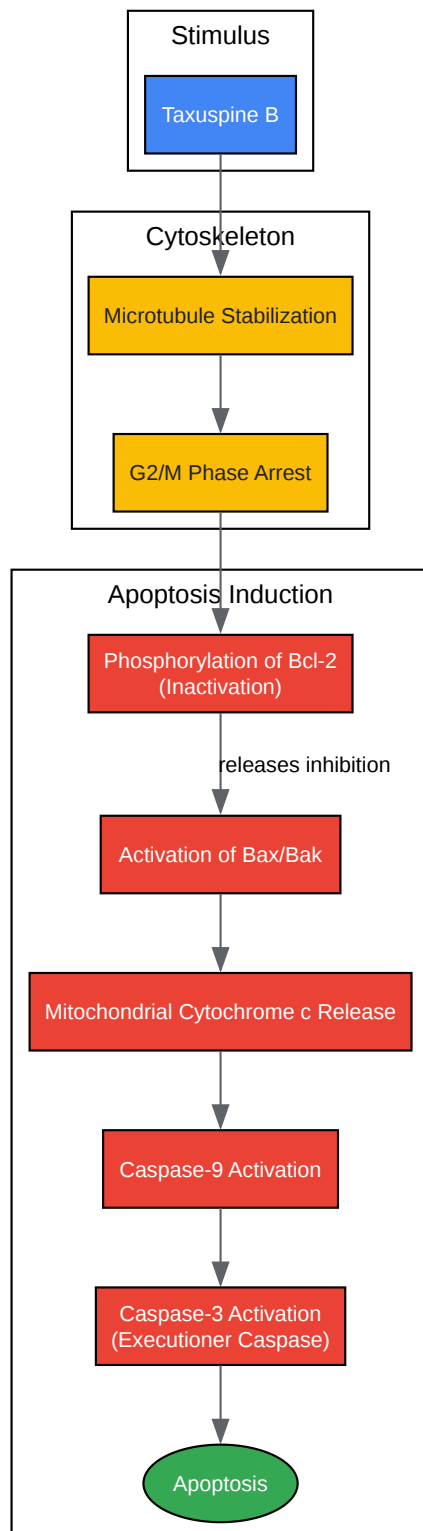 Stimulus
Taxuspine B
Cytoskeleton
Microtubule Stabilization
G2/M Phase Arrest
Apoptosis Induction
Phosphorylation of Bcl-2
(Inactivation)
releases inhibition
Activation of Bax/Bak
Mitochondrial Cytochrome c Release
Caspase-9 Activation
Caspase-3 Activation
(Executioner Caspase)
Apoptosis